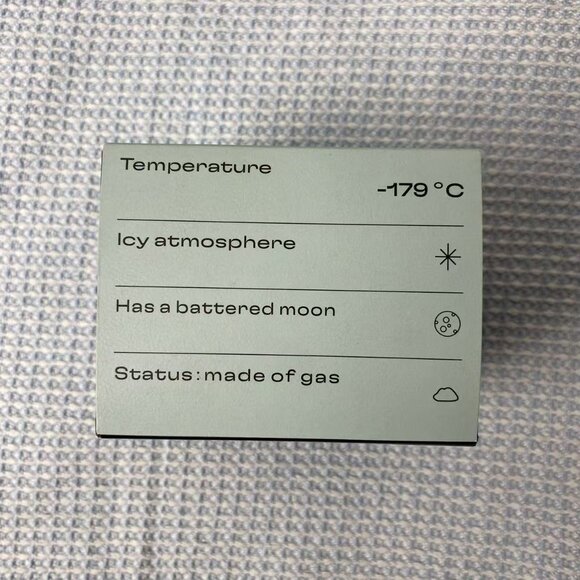 Temperature
-179°C
Icy atmosphere
Has a battered moon
Status: made of gas